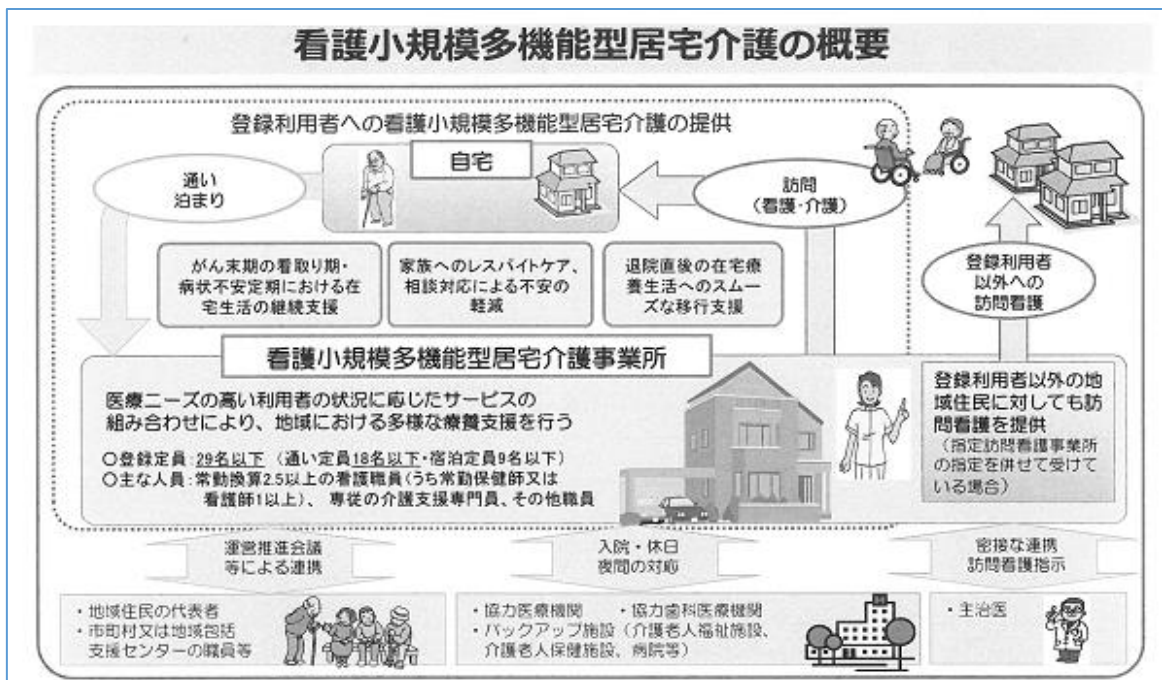 看護小規模多機能型居宅介護の概要
登録利用者への看護小規模多機能型居宅介護の提供
自宅
通い
泊まり
訪問
（看護・介護）
がん末期の看取り期・
病状不安定期における在
宅生活の継続支援
家族へのレスパイトケア、
相談対応による不安の
軽減
退院直後の在宅療
養生活へのスムー
ズな移行支援
登録利用者
以外への
訪問看護
看護小規模多機能型居宅介護事業所
医療ニーズの高い利用者の状況に応じたサービスの
組み合わせにより、地域における多様な療養支援を行う
○登録定員：29名以下（通い定員18名以下・宿泊定員9名以下）
○主な人員：常勤換算2.5以上の看護職員（うち常勤保健師又は
看護師1以上）、専従の介護支援専門員、その他職員
登録利用者以外の地
域住民に対しても訪
問看護を提供
（指定訪問看護事業所
の指定を併せて受けて
いる場合）
運営推進会議
等による連携
入院・休日
夜間の対応
密接な連携
訪問看護指示
・地域住民の代表者
・市町村又は地域包括
支援センターの職員等
・協力医療機関 ・協力歯科医療機関
・バックアップ施設（介護老人福祉施設、
介護老人保健施設、病院等）
・主治医